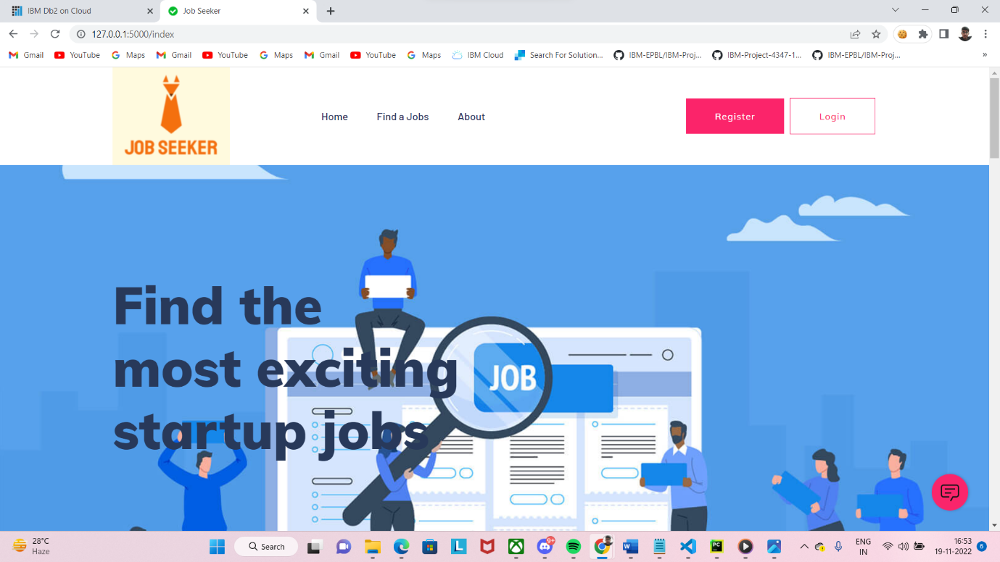 IBM Db2 on Cloud
Job Seeker
127.0.0.1:5000/index
Gmail YouTube Maps Gmail YouTube Maps Gmail YouTube Maps IBM Cloud Search For Solution... IBM-EPBL/IBM-Proj... IBM-Project-4347-1... IBM-EPBL/IBM-Proj... »
JOB SEEKER
Home Find a Jobs About Register Login
Find the
most exciting
startup jobs
JOB
28°C
Haze
Search
9+
ENG
IN
16:53
19-11-2022
6